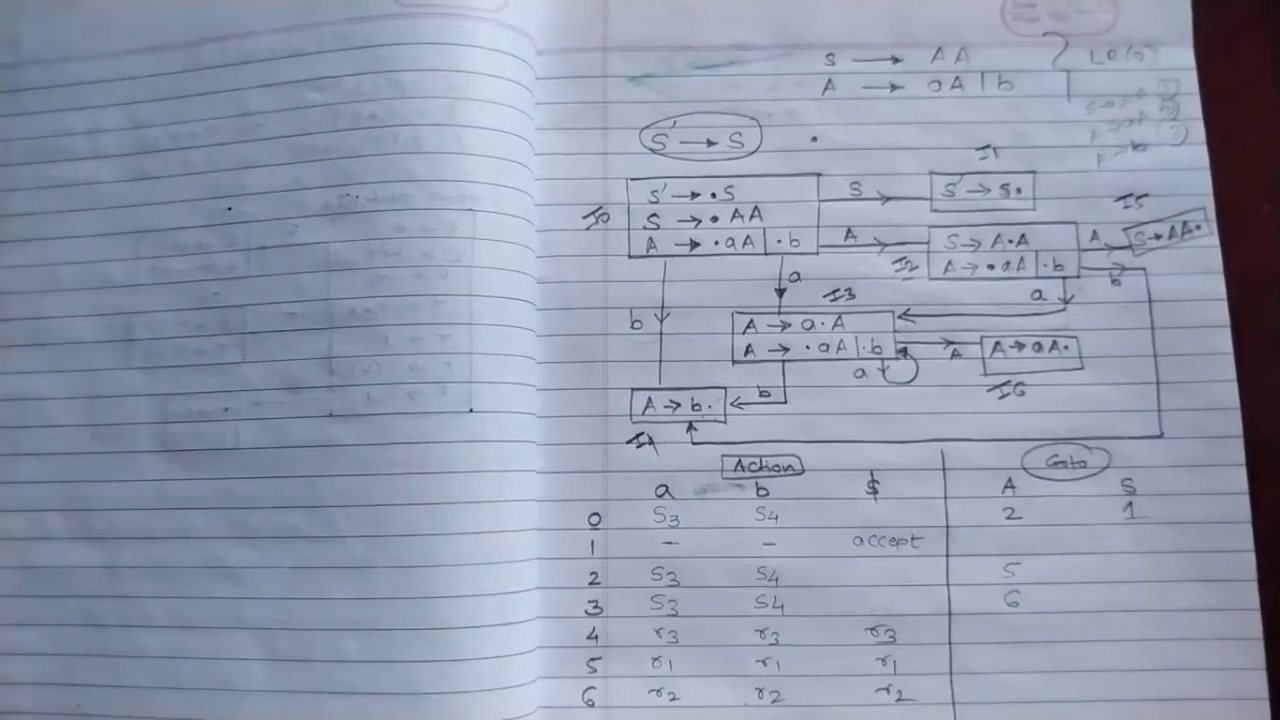 S → AA } LR(0)
A → aA | b
S' → S
I1
S' → •S
S
S' → S•
I5
I0
S → •AA
A → •aA | •b
A
S → A•A
A
S → AA•
I2
A → •aA | •b
b
a
I3
a
b
A → a•A
A → •aA | •b
A
A → aA•
a
I6
A → b•
b
I4
Action Goto
a b $ A S
0 S3 S4 2 1
1 – – accept
2 S3 S4 5
3 S3 S4 6
4 r3 r3 r3
5 r1 r1 r1
6 r2 r2 r2